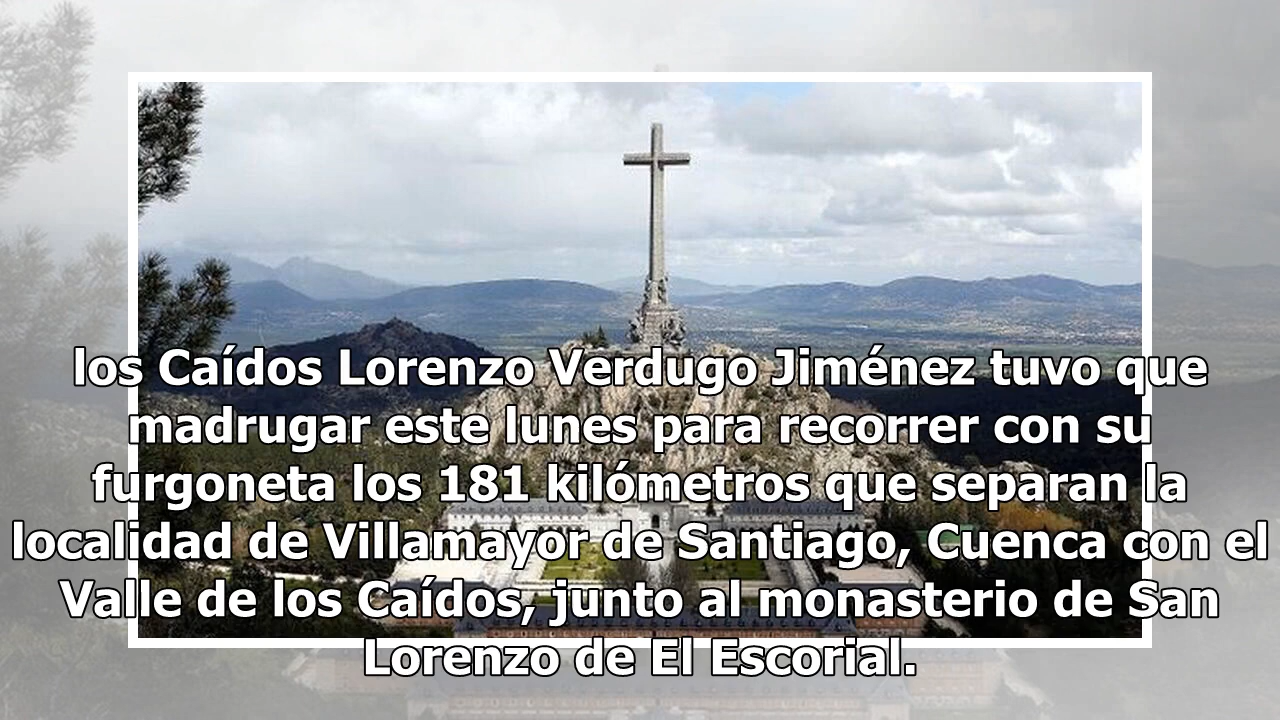 los Caídos Lorenzo Verdugo Jiménez tuvo que
madrugar este lunes para recorrer con su
furgoneta los 181 kilómetros que separan la
localidad de Villamayor de Santiago, Cuenca con el
Valle de los Caídos, junto al monasterio de San
Lorenzo de El Escorial.